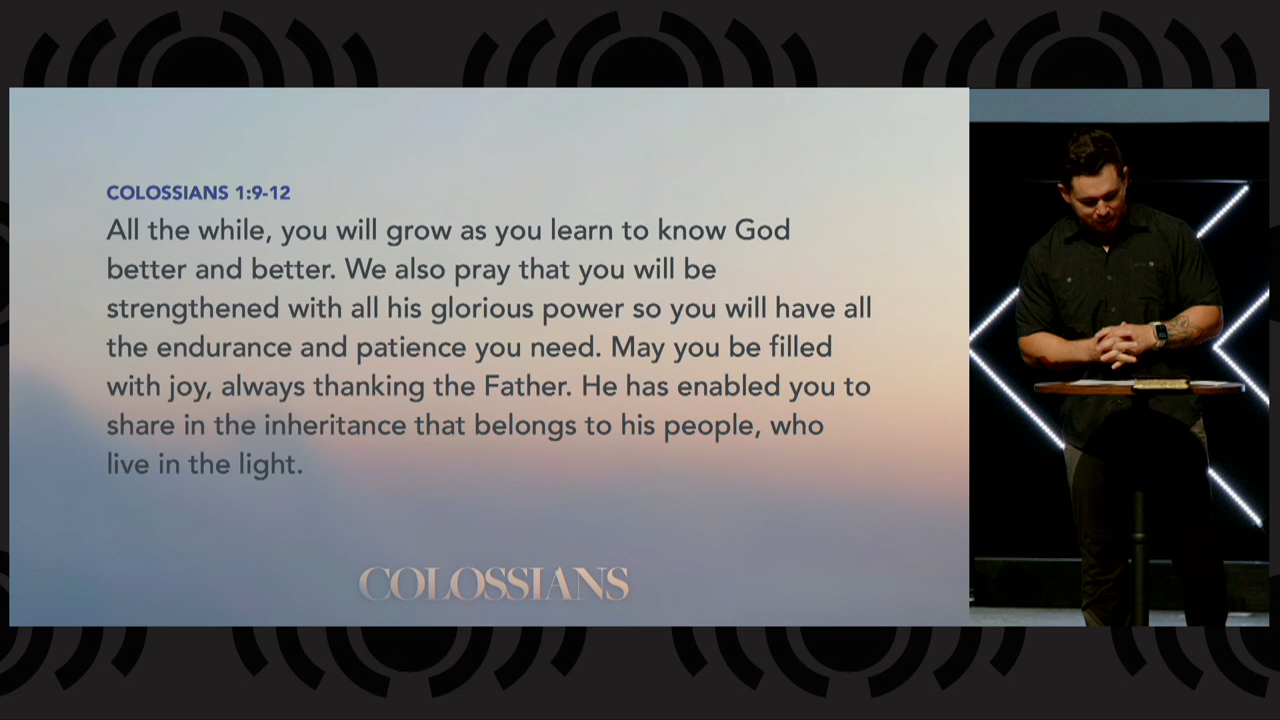 COLOSSIANS 1:9-12
All the while, you will grow as you learn to know God
better and better. We also pray that you will be
strengthened with all his glorious power so you will have all
the endurance and patience you need. May you be filled
with joy, always thanking the Father. He has enabled you to
share in the inheritance that belongs to his people, who
live in the light.
COLOSSIANS